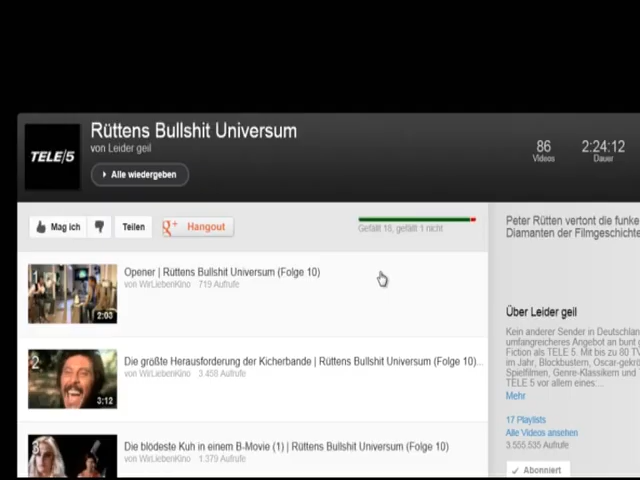 TELE/5
Rüttens Bullshit Universum
von Leider geil
Alle wiedergeben
86
Videos
2:24:12
Dauer
Mag ich
Teilen
g+ Hangout
Gefällt 10, gefällt 1 nicht
1
2:03
Opener | Rüttens Bullshit Universum (Folge 10)
von WirLiebenKino 719 Aufrufe
2
3:12
Die größte Herausforderung der Kicherbande | Rüttens Bullshit Universum (Folge 10)...
von WirLiebenKino 3 458 Aufrufe
3
Die blödeste Kuh in einem B-Movie (1) | Rüttens Bullshit Universum (Folge 10)
von WirLiebenKino 1.379 Aufrufe
Peter Rütten vertont die funke
Diamanten der Filmgeschichte
Über Leider geil
Kein anderer Sender in Deutschland
umfangreicheres Angebot an bunt g
Fiction als TELE 5. Mit bis zu 80 TV
im Jahr, Blockbustern, Oscar-gekrö
Spielfilmen, Genre-Klassikern und
TELE 5 vor allem eines:...
Mehr
17 Playlists
Alle Videos ansehen
3.555.535 Aufrufe
Abonniert